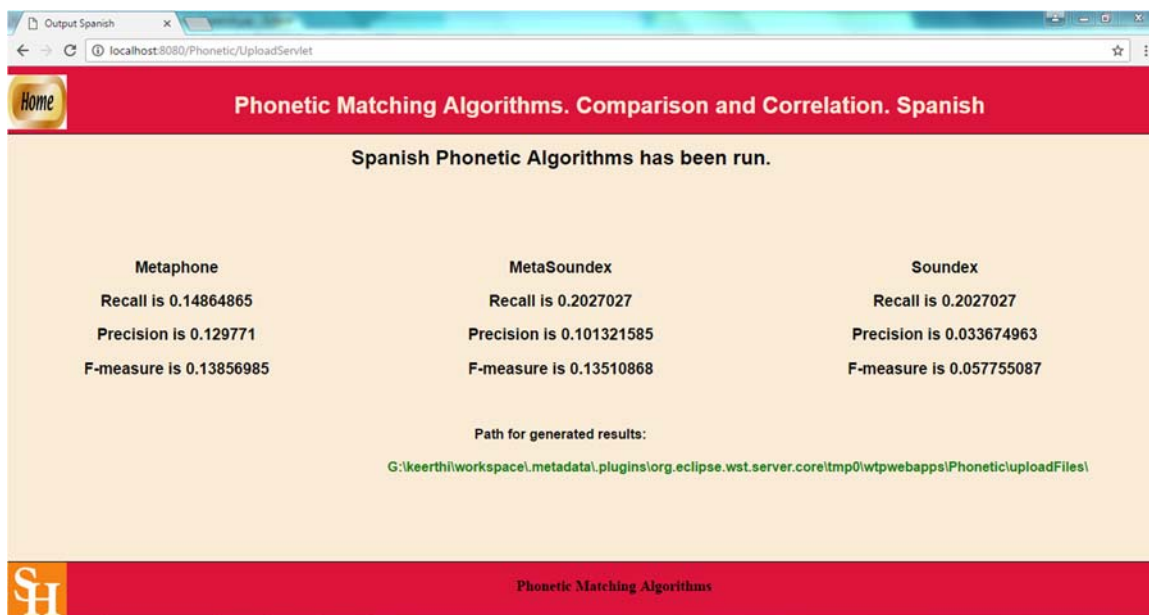 Output Spanish
localhost:8080/Phonetic/UploadServlet
Home
Phonetic Matching Algorithms. Comparison and Correlation. Spanish
Spanish Phonetic Algorithms has been run.
Metaphone MetaSoundex Soundex
Recall is 0.14864865 Recall is 0.2027027 Recall is 0.2027027
Precision is 0.129771 Precision is 0.101321585 Precision is 0.033674963
F-measure is 0.13856985 F-measure is 0.13510868 F-measure is 0.057755087
Path for generated results:
G:\keerthi\workspace\.metadata\.plugins\org.eclipse.wst.server.core\tmp0\wtpwebapps\Phonetic\uploadFiles\
SH
Phonetic Matching Algorithms